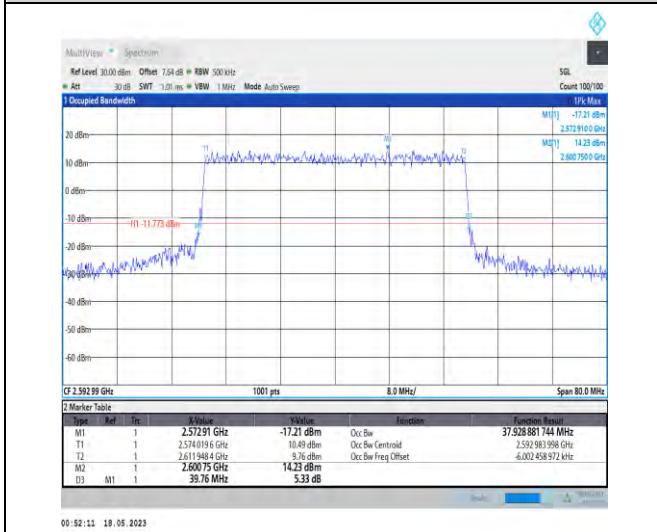 MultiView Spectrum
Ref Level 30.00 dBm Offset 7.64 dB RBW 500 kHz SGL
Att 30 dB SWT 1.01 ms VBW 1 MHz Mode Auto Sweep Count 100/100
1 Occupied Bandwidth 1Pk Max
M1[1] -17.21 dBm
2.572 910 0 GHz
M2[1] 14.23 dBm
2.600 750 0 GHz
20 dBm
M2
T1
T2
10 dBm
0 dBm
-10 dBm
H1 -11.773 dBm
-20 dBm
-30 dBm
-40 dBm
-50 dBm
-60 dBm
CF 2.592 99 GHz 1001 pts 8.0 MHz/ Span 80.0 MHz
2 Marker Table
Type Ref Trc X-Value Y-Value Function Function Result
M1 1 2.572 91 GHz -17.21 dBm Occ Bw 37.928 881 744 MHz
T1 1 2.574 019 6 GHz 10.49 dBm Occ Bw Centroid 2.592 983 998 GHz
T2 1 2.611 948 4 GHz 9.76 dBm Occ Bw Freq Offset -6.002 458 972 kHz
M2 1 2.600 75 GHz 14.23 dBm
D3 M1 1 39.76 MHz 5.33 dB
00:52:11 18.05.2023